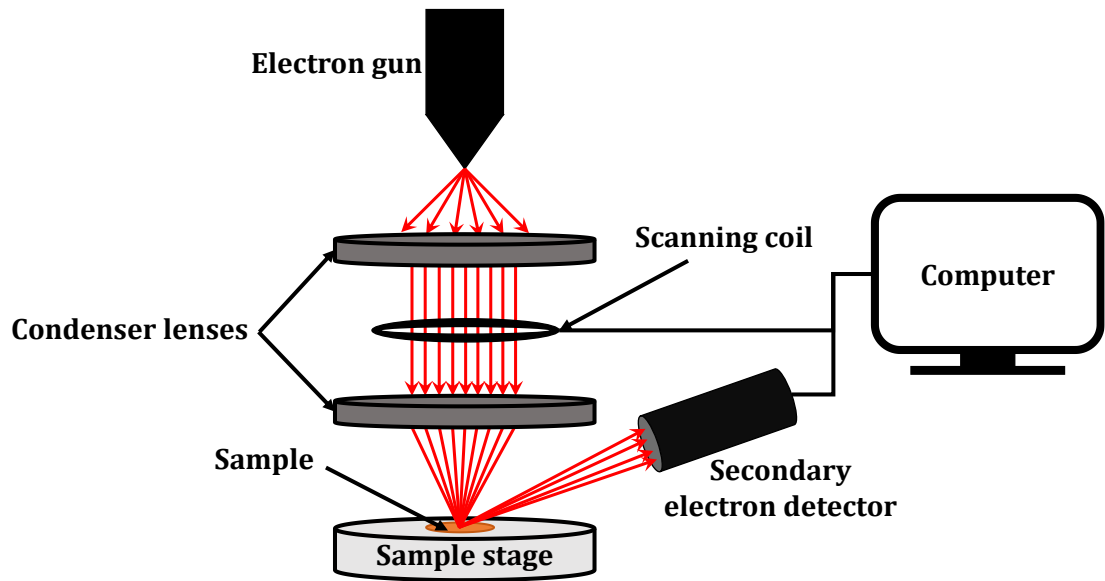 Electron gun
Scanning coil
Computer
Condenser lenses
Sample
Secondary
electron detector
Sample stage